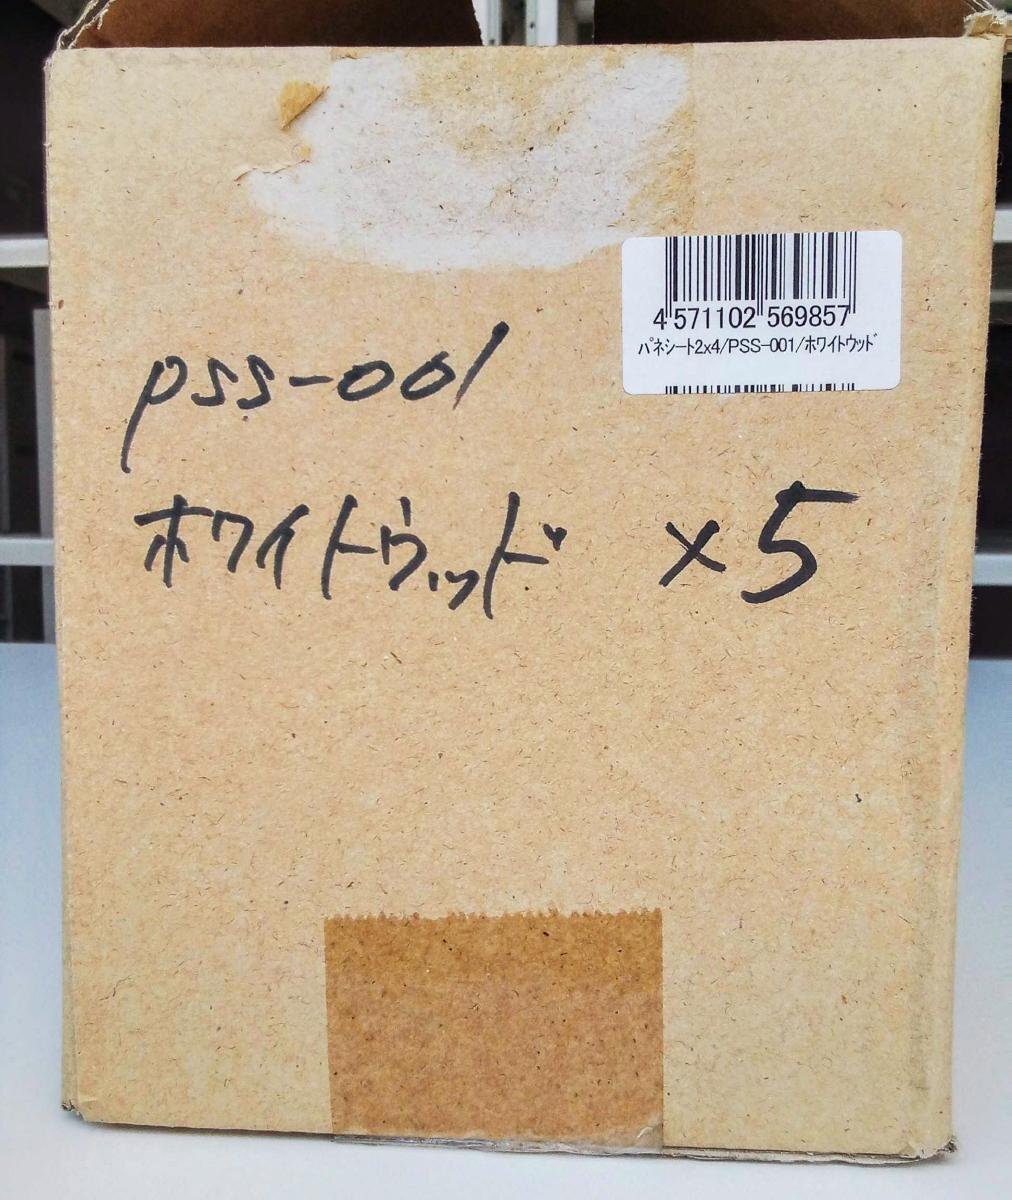 4 571102 569857
ﾊﾟﾈｼｰﾄ2x4/PSS-001/ﾎﾜｲﾄｳｯﾄﾞ
PSS-001
ホワイトウッド ×5